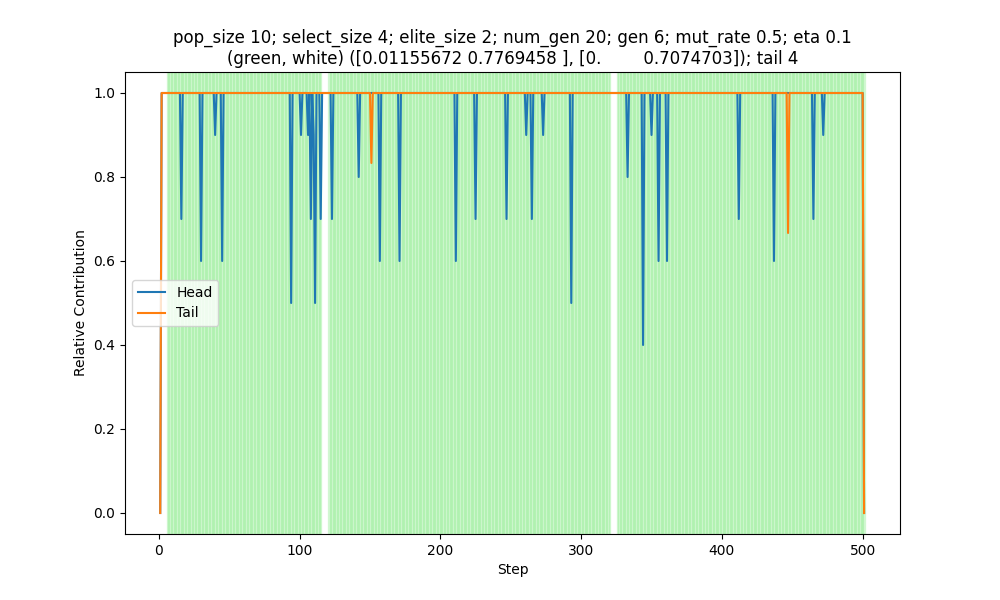 pop_size 10; select_size 4; elite_size 2; num_gen 20; gen 6; mut_rate 0.5; eta 0.1
(green, white) ([0.01155672 0.7769458 ], [0.        0.7074703]); tail 4
1.0
0.8
0.6
0.4
0.2
0.0
Relative Contribution
Head
Tail
0
100
200
300
400
500
Step